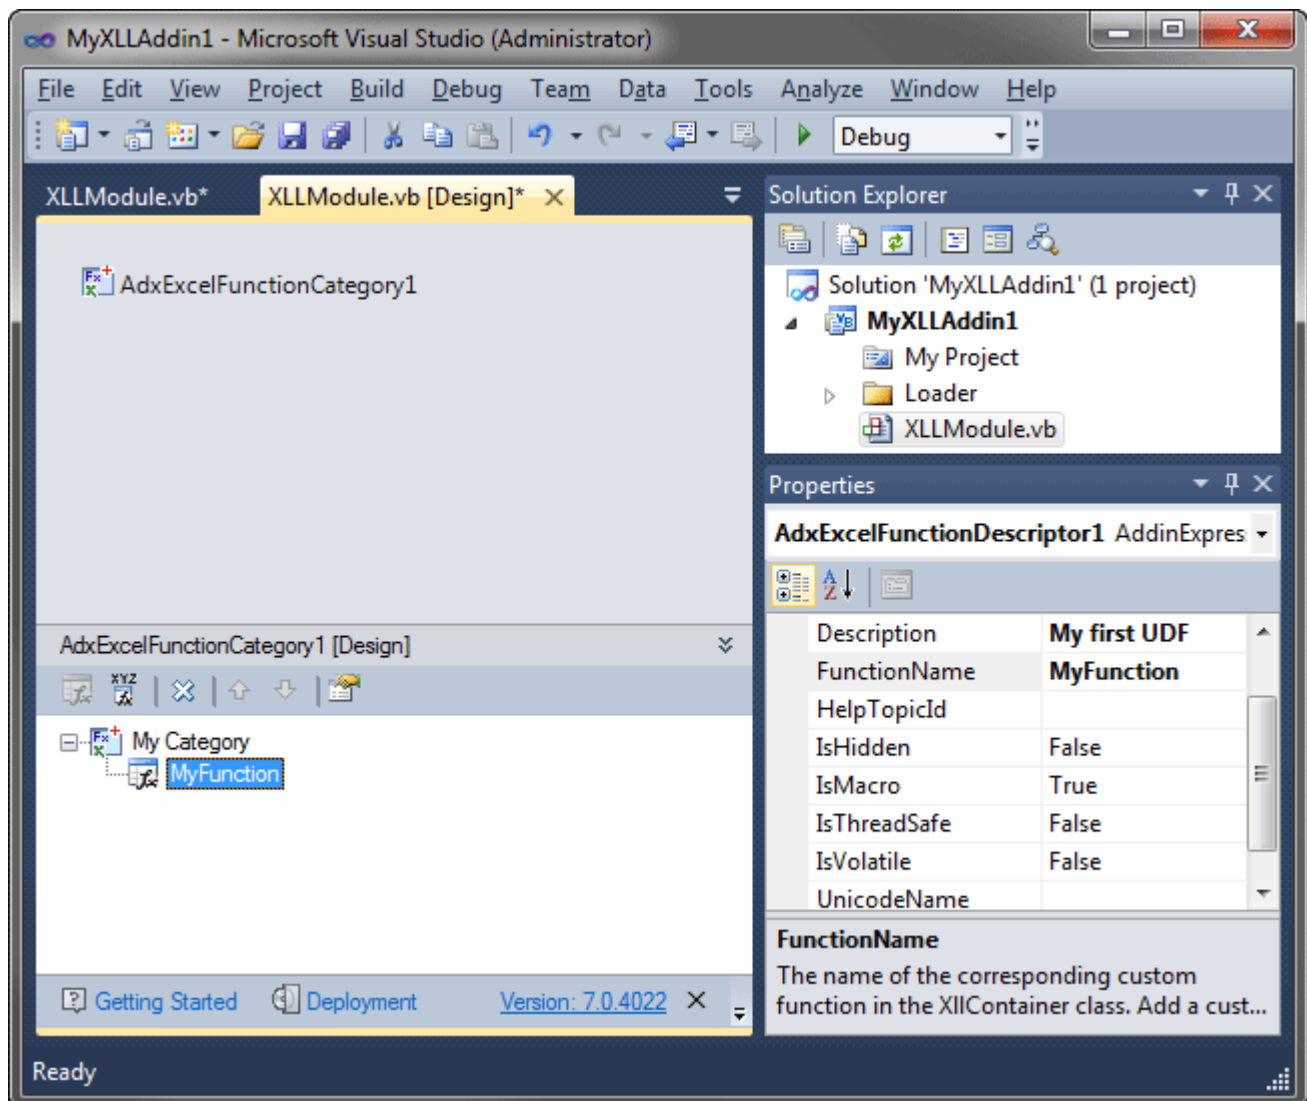 MyXLLAddin1 - Microsoft Visual Studio (Administrator)
File Edit View Project Build Debug Team Data Tools Analyze Window Help
Debug
XLLModule.vb* XLLModule.vb [Design]*
AdxExcelFunctionCategory1
AdxExcelFunctionCategory1 [Design]
XYZ
My Category
MyFunction
Getting Started Deployment Version: 7.0.4022
Solution Explorer
Solution 'MyXLLAddin1' (1 project)
MyXLLAddin1
My Project
Loader
XLLModule.vb
Properties
AdxExcelFunctionDescriptor1 AddinExpres
Description My first UDF
FunctionName MyFunction
HelpTopicId
IsHidden False
IsMacro True
IsThreadSafe False
IsVolatile False
UnicodeName
FunctionName
The name of the corresponding custom
function in the XllContainer class. Add a cust...
Ready